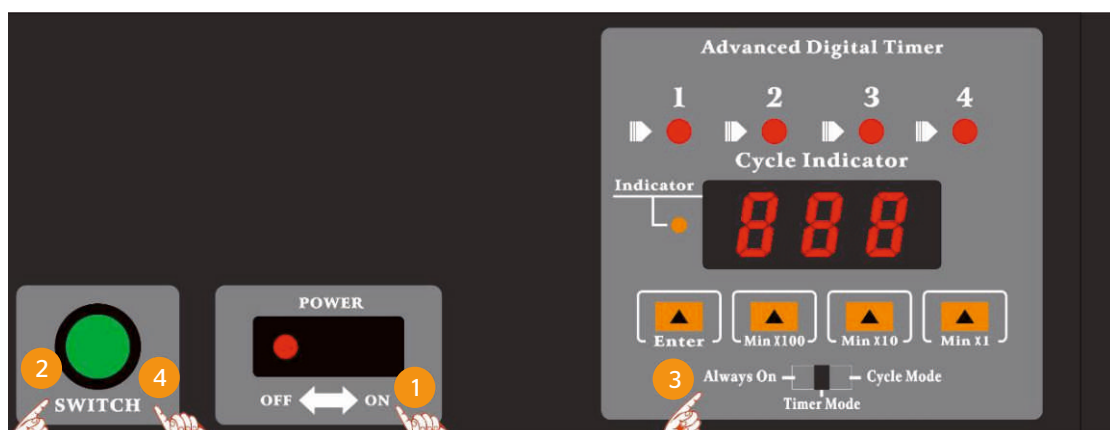 Advanced Digital Timer
1 2 3 4
Cycle Indicator
Indicator
888
Enter Min X100 Min X10 Min X1
3 Always On Cycle Mode
Timer Mode
2 4
SWITCH
POWER
1
OFF ON